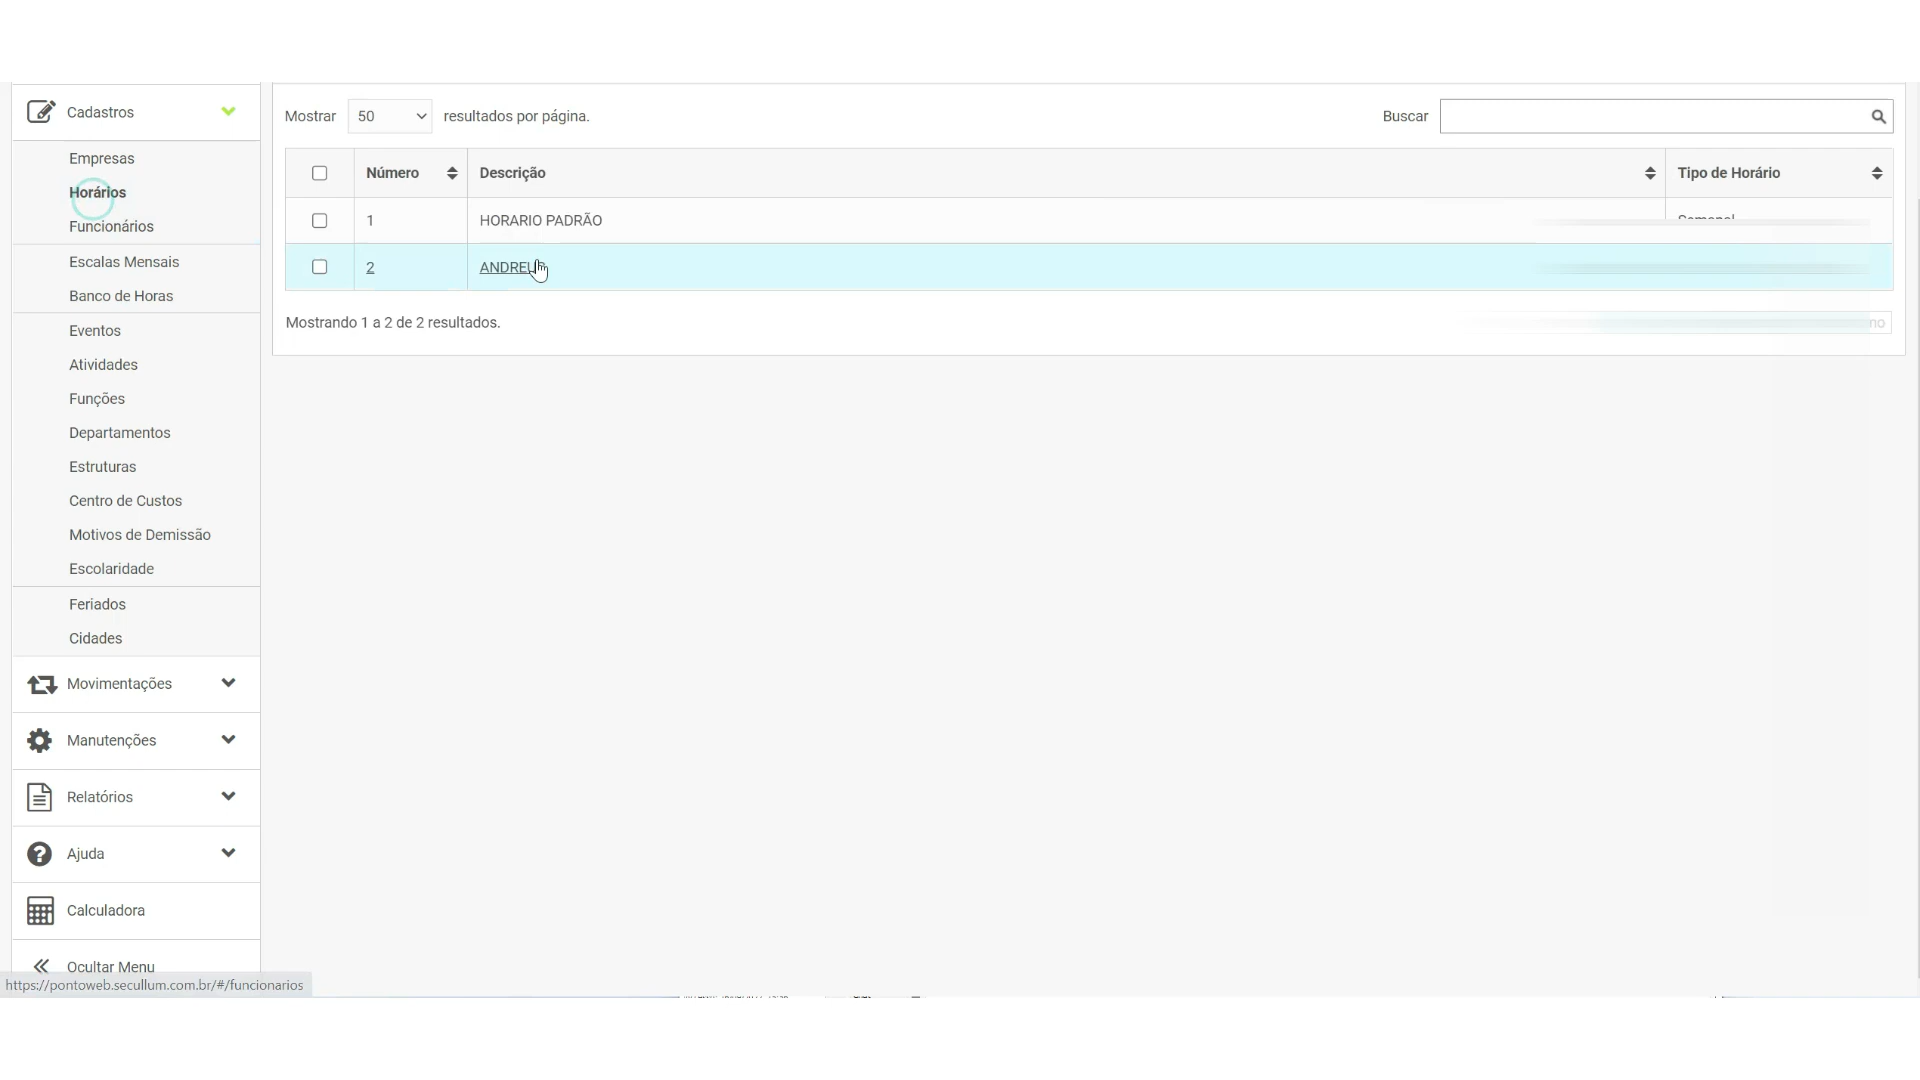 Cadastros
Mostrar 50 resultados por página.
Buscar
Empresas
Horários
Funcionários
Escalas Mensais
Banco de Horas
Eventos
Atividades
Funções
Departamentos
Estruturas
Centro de Custos
Motivos de Demissão
Escolaridade
Feriados
Cidades
Movimentações
Manutenções
Relatórios
Ajuda
Calculadora
Ocultar Menu
Número Descrição Tipo de Horário
1 HORARIO PADRÃO Semanal
2
Mostrando 1 a 2 de 2 resultados.
https://pontoweb.secullum.com.br/#/funcionarios